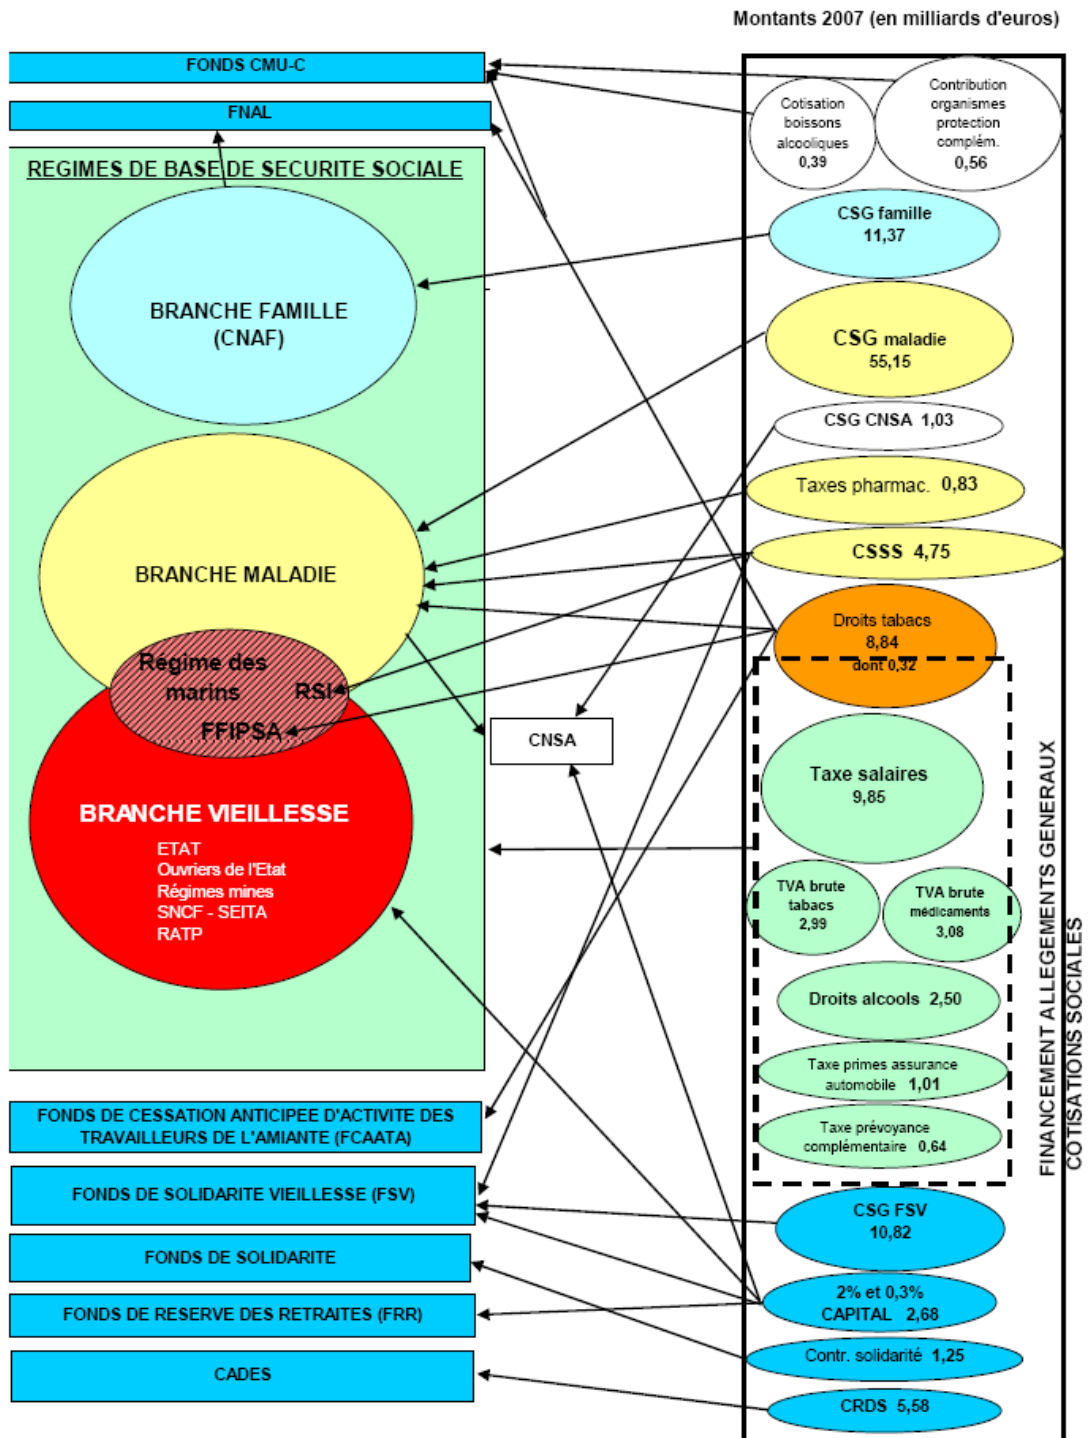 Montants 2007 (en milliards d'euros)
FONDS CMU-C
FNAL
REGIMES DE BASE DE SECURITE SOCIALE
BRANCHE FAMILLE
(CNAF)
BRANCHE MALADIE
Régime des
marins
RSI
FFIPSA
BRANCHE VIEILLESSE
ETAT
Ouvriers de l'Etat
Régimes mines
SNCF - SEITA
RATP
FONDS DE CESSATION ANTICIPEE D'ACTIVITE DES
TRAVAILLEURS DE L'AMIANTE (FCAATA)
FONDS DE SOLIDARITE VIEILLESSE (FSV)
FONDS DE SOLIDARITE
FONDS DE RESERVE DES RETRAITES (FRR)
CADES
CNSA
Cotisation
boissons
alcooliques
0,39
Contribution
organismes
protection
complém.
0,56
CSG famille
11,37
CSG maladie
55,15
CSG CNSA 1,03
Taxes pharmac. 0,83
CSSS 4,75
Droits tabacs
8,84
dont 0,32
Taxe salaires
9,85
TVA brute
tabacs
2,99
TVA brute
médicaments
3,08
Droits alcools 2,50
Taxe primes assurance
automobile 1,01
Taxe prévoyance
complémentaire 0,64
CSG FSV
10,82
2% et 0,3%
CAPITAL 2,68
Contr. solidarité 1,25
CRDS 5,58
FINANCEMENT ALLEGEMENTS GENERAUX
COTISATIONS SOCIALES